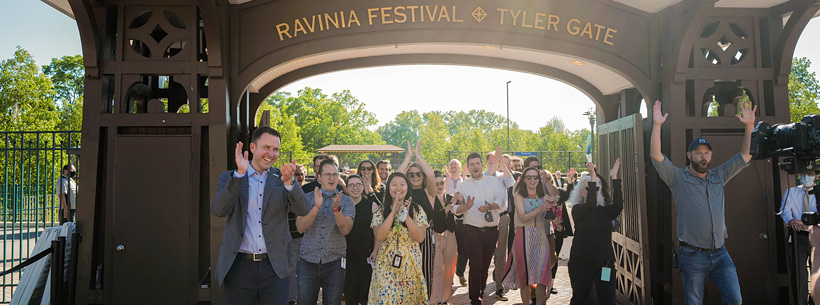 RAVINIA FESTIVAL ◈ TYLER GATE